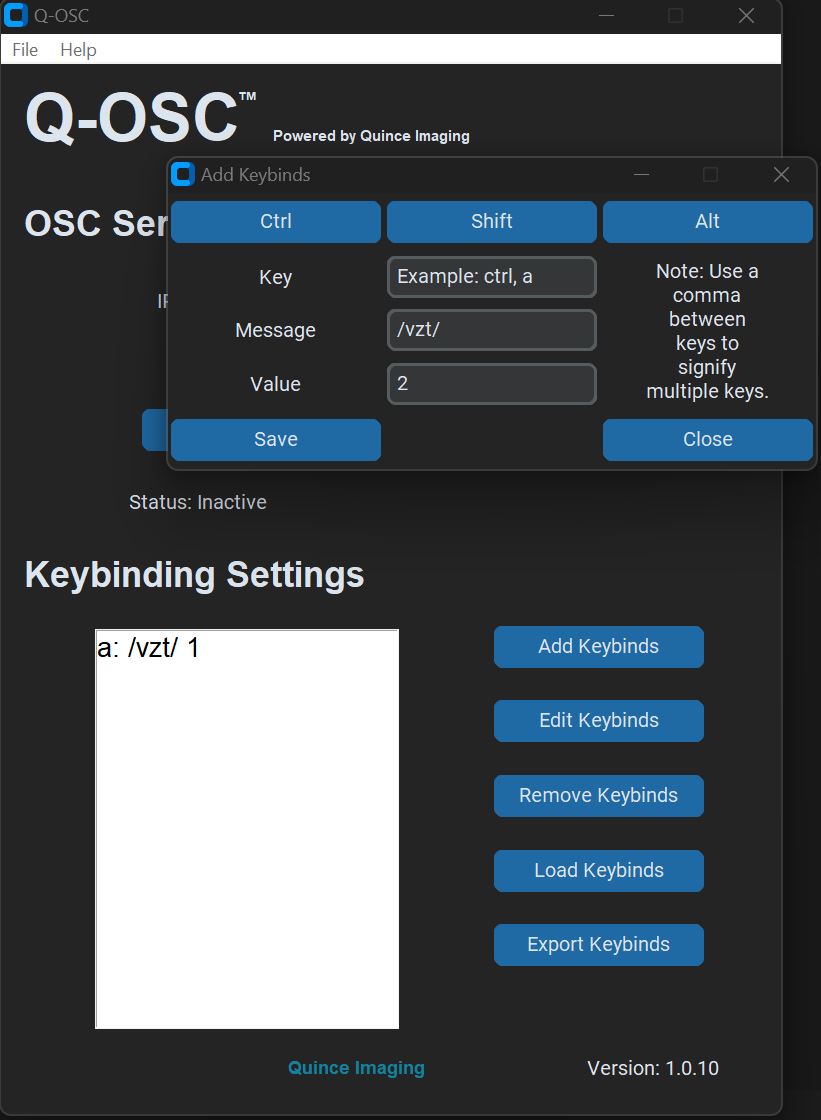 Q-OSC
File Help
Q-OSC™
Powered by Quince Imaging
Add Keybinds
OSC Ser
Ctrl Shift Alt
Key Example: ctrl, a
Note: Use a
comma
between
keys to
signify
multiple keys.
Message /vzt/
Value 2
Save Close
Status: Inactive
Keybinding Settings
a: /vzt/ 1
Add Keybinds
Edit Keybinds
Remove Keybinds
Load Keybinds
Export Keybinds
Quince Imaging
Version: 1.0.10